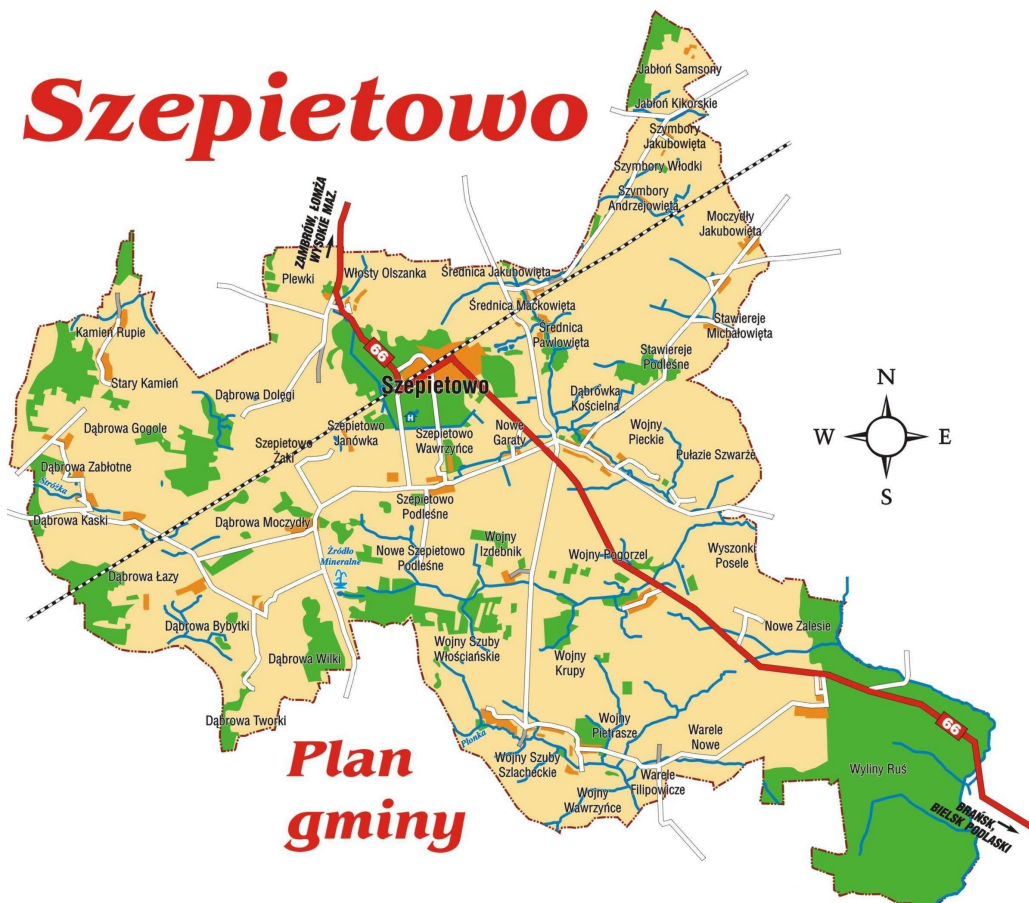 Szepietowo
Jabłoń Samsony
Jabłoń Kikorskie
Szymbory
Jakubowięta
Szymbory Włodki
Szymbory
Andrzejowięta
Moczydły
Jakubowięta
ZAMBRÓW, ŁOMŻA
WYSOKIE MAZ.
Plewki
Włosty Olszanka
Średnica Jakubowięta
Średnica Maćkowięta
Średnica
Pawlowięta
Stawiereje
Michałowięta
Stawiereje
Podleśne
Kamień Rupie
Stary Kamień
66
Szepietowo
Dąbrowa Dołęgi
Dąbrowa Gogole
Dąbrówka
Kościelna
H
Szepietowo
Żaki
Szepietowo
Janówka
Szepietowo
Wawrzyńce
Nowe
Garaty
Wojny
Pieckie
Pułazie Szwarże
N
W
E
S
Dąbrowa Zabłotne
Stróżka
Dąbrowa Kaski
Dąbrowa Moczydły
Szepietowo
Podleśne
Źródło
Mineralne
Nowe Szepietowo
Podleśne
Wojny
Izdebnik
Wojny Pogorzel
Wyszonki
Posele
Dąbrowa Łazy
Dąbrowa Bybytki
Nowe Zalesie
Dąbrowa Wilki
Wojny Szuby
Włościańskie
Wojny
Krupy
Dąbrowa Tworki
Płonka
Wojny
Pietrasze
Warele
Nowe
66
Wojny Szuby
Szlacheckie
Warele
Filipowicze
Wyliny Ruś
Wojny
Wawrzyńce
BRAŃSK,
BIELSK PODLASKI
Plan
gminy